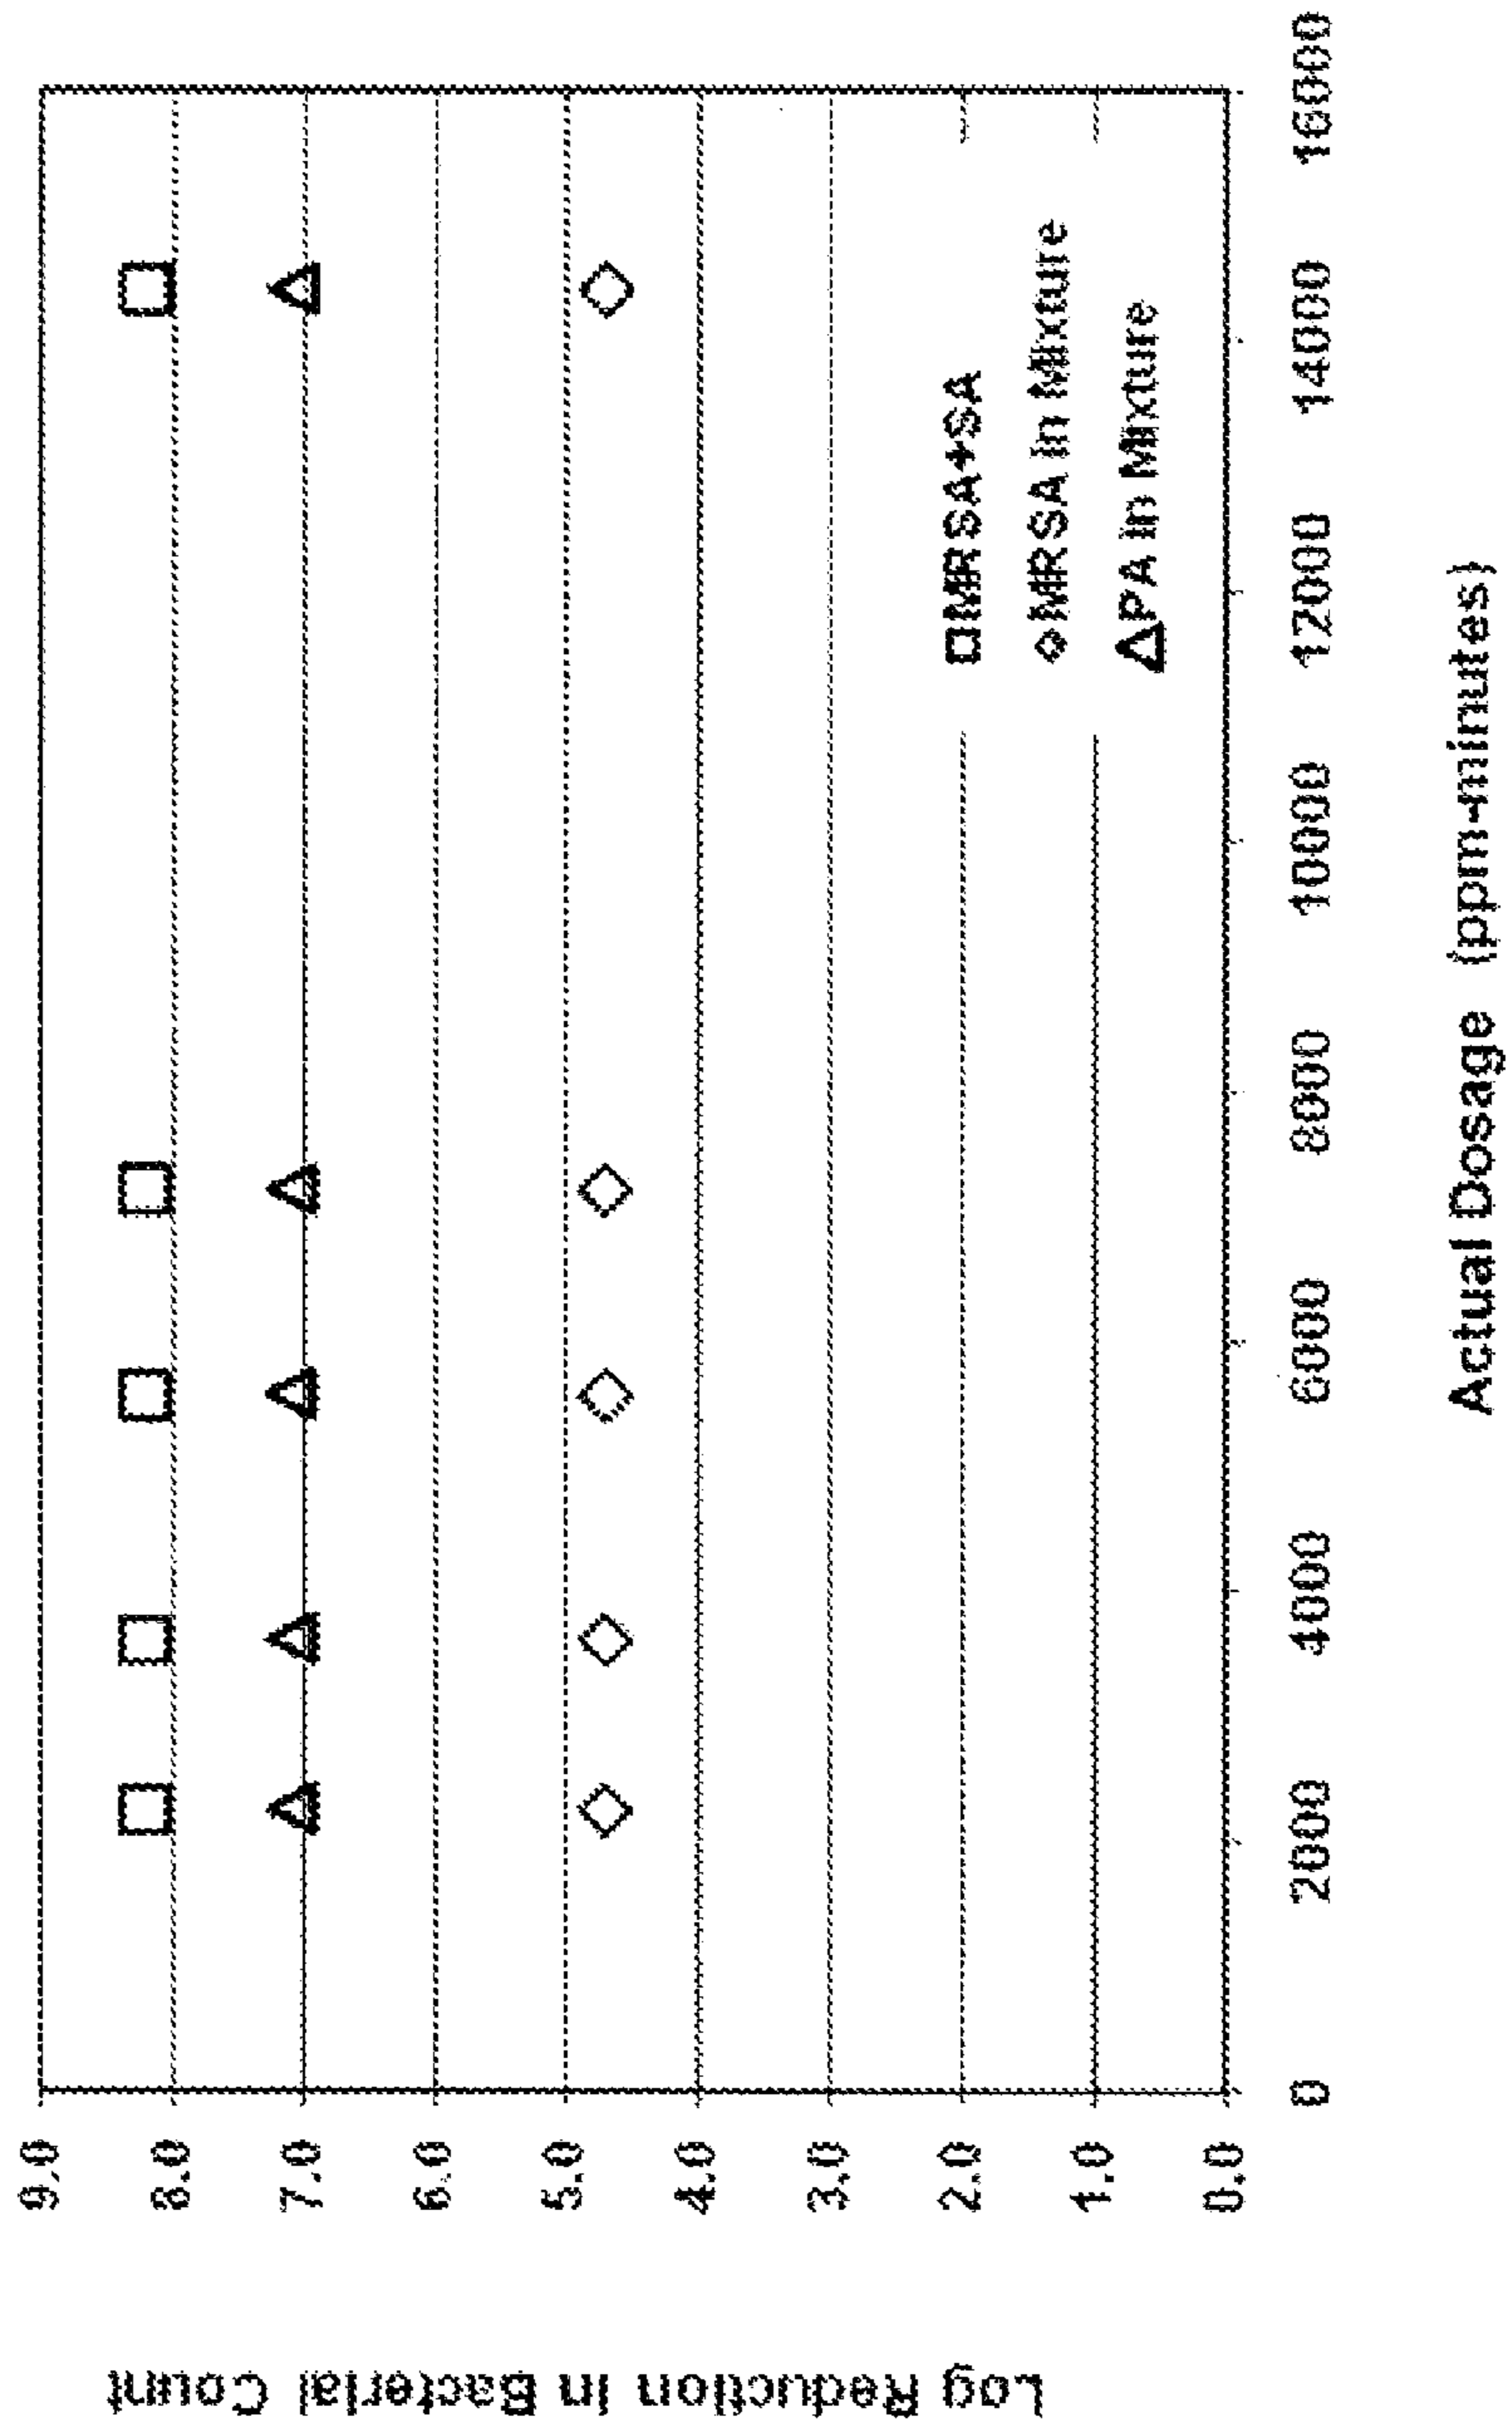 Log Reduction in Bacterial Count
9.0
8.0
7.0
6.0
5.0
4.0
3.0
2.0
1.0
0.0
MRSA+SA
MRSA in Mixture
PA in Mixture
0 2000 4000 6000 8000 10000 12000 14000 16000
Actual Dosage (ppm-minutes)